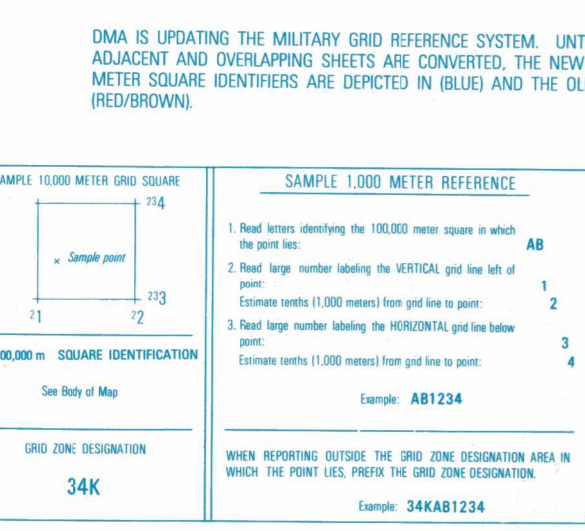 DMA IS UPDATING THE MILITARY GRID REFERENCE SYSTEM. UNT
ADJACENT AND OVERLAPPING SHEETS ARE CONVERTED, THE NEW
METER SQUARE IDENTIFIERS ARE DEPICTED IN (BLUE) AND THE OL
(RED/BROWN).
AMPLE 10,000 METER GRID SQUARE
234
× Sample point
233
21 22
00,000 m SQUARE IDENTIFICATION
See Body of Map
GRID ZONE DESIGNATION
34K
SAMPLE 1,000 METER REFERENCE
1. Read letters identifying the 100,000 meter square in which
the point lies: AB
2. Read large number labeling the VERTICAL grid line left of
point: 1
Estimate tenths (1,000 meters) from grid line to point: 2
3. Read large number labeling the HORIZONTAL grid line below
point: 3
Estimate tenths (1,000 meters) from grid line to point: 4
Example: AB1234
WHEN REPORTING OUTSIDE THE GRID ZONE DESIGNATION AREA IN
WHICH THE POINT LIES, PREFIX THE GRID ZONE DESIGNATION.
Example: 34KAB1234